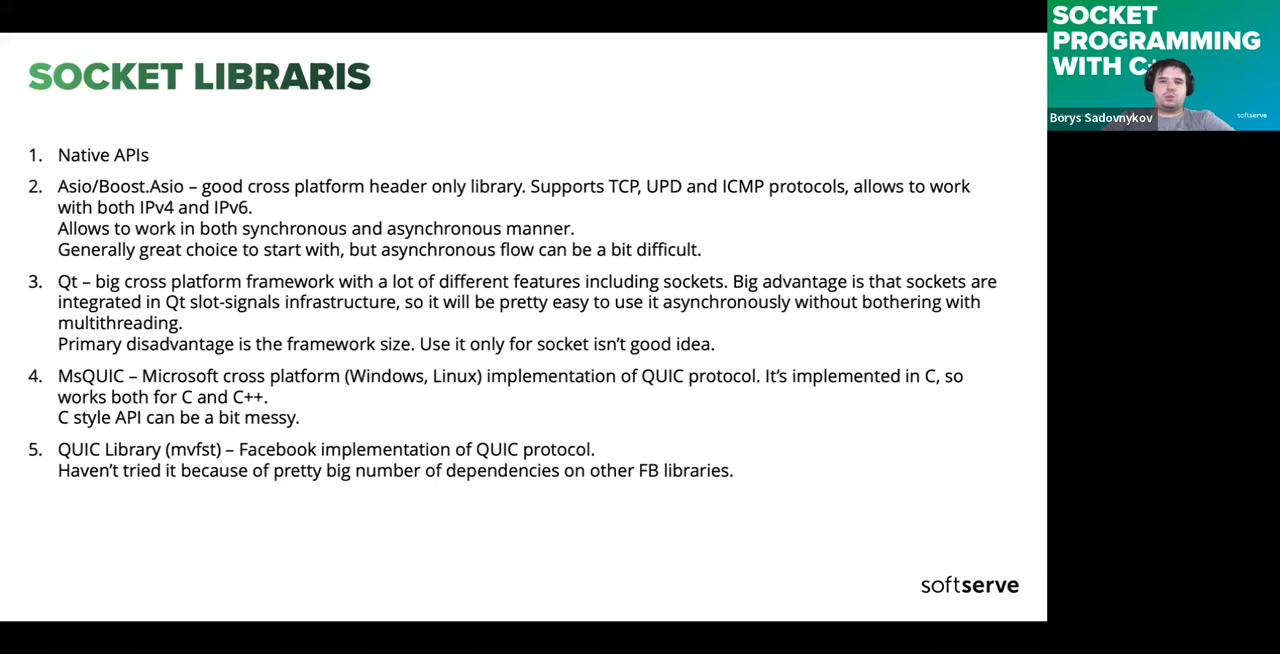 SOCKET LIBRARIS
1. Native APIs
2. Asio/Boost.Asio – good cross platform header only library. Supports TCP, UPD and ICMP protocols, allows to work
with both IPv4 and IPv6.
Allows to work in both synchronous and asynchronous manner.
Generally great choice to start with, but asynchronous flow can be a bit difficult.
3. Qt – big cross platform framework with a lot of different features including sockets. Big advantage is that sockets are
integrated in Qt slot-signals infrastructure, so it will be pretty easy to use it asynchronously without bothering with
multithreading.
Primary disadvantage is the framework size. Use it only for socket isn’t good idea.
4. MsQUIC – Microsoft cross platform (Windows, Linux) implementation of QUIC protocol. It’s implemented in C, so
works both for C and C++.
C style API can be a bit messy.
5. QUIC Library (mvfst) – Facebook implementation of QUIC protocol.
Haven’t tried it because of pretty big number of dependencies on other FB libraries.
softserve
SOCKET
PROGRAMMING
WITH C
Borys Sadovnykov
softserve